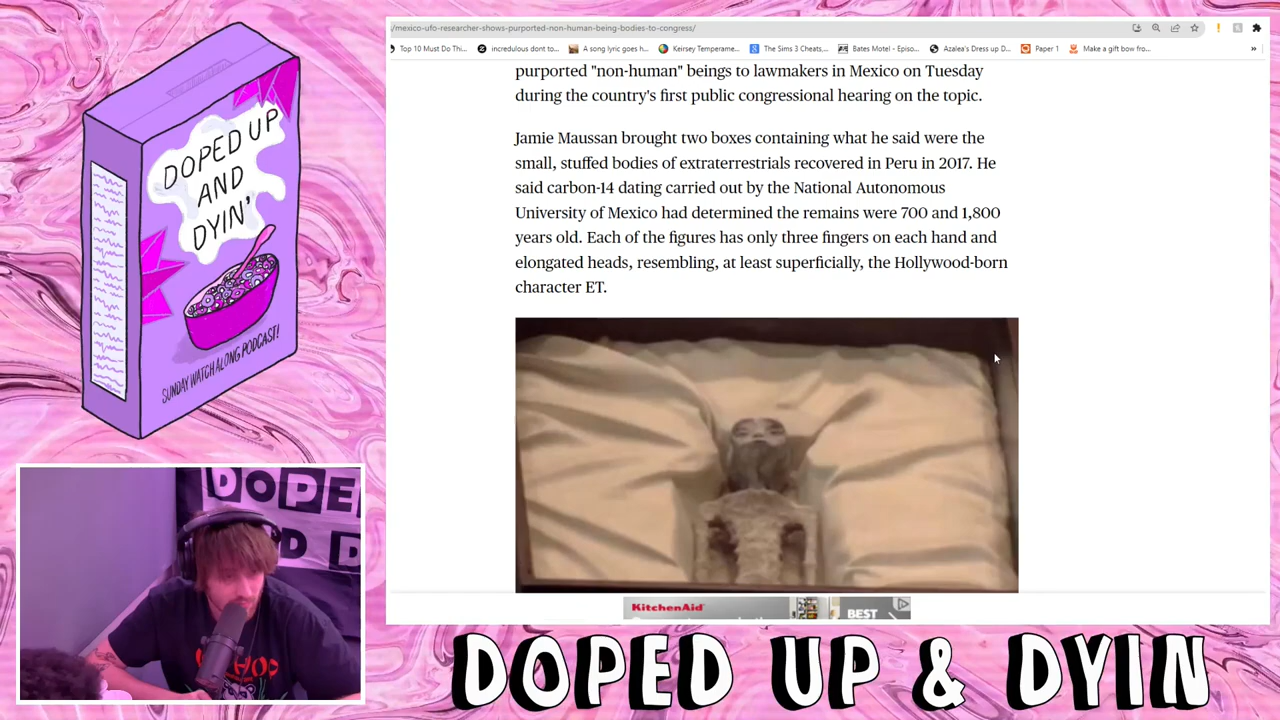 DOPED UP
AND
DYIN'
SUNDAY WATCH ALONG PODCAST!
/mexico-ufo-researcher-shows-purported-non-human-being-bodies-to-congress/
Top 10 Must Do Thi...
incredulous dont to...
A song lyric goes h...
Keirsey Temperame...
The Sims 3 Cheats,...
Bates Motel - Episo...
Azalea's Dress up D...
Paper 1
Make a gift bow fr...
»
purported "non-human" beings to lawmakers in Mexico on Tuesday
during the country's first public congressional hearing on the topic.
Jamie Maussan brought two boxes containing what he said were the
small, stuffed bodies of extraterrestrials recovered in Peru in 2017. He
said carbon-14 dating carried out by the National Autonomous
University of Mexico had determined the remains were 700 and 1,800
years old. Each of the figures has only three fingers on each hand and
elongated heads, resembling, at least superficially, the Hollywood-born
character ET.
KitchenAid
BEST
DOPE
D D
DOPED UP & DYIN